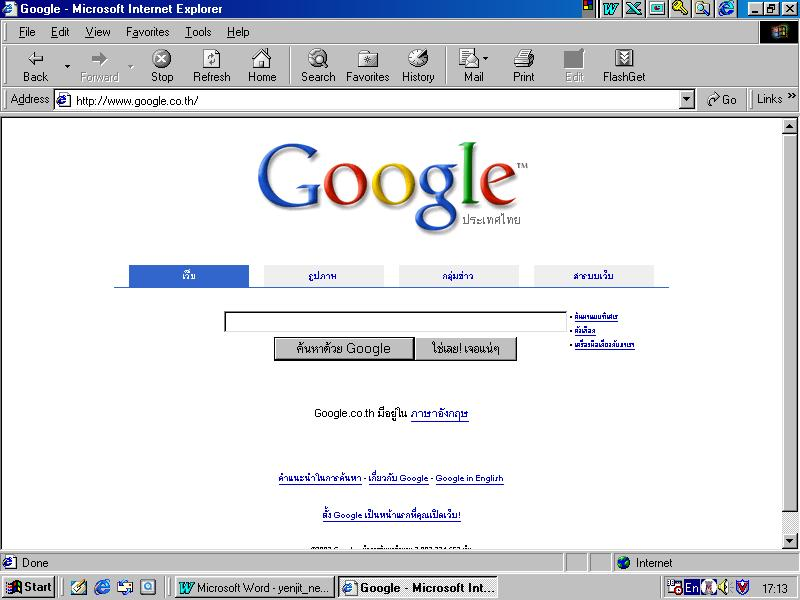 Google - Microsoft Internet Explorer
File Edit View Favorites Tools Help
Back Forward Stop Refresh Home Search Favorites History Mail Print Edit FlashGet
Address http://www.google.co.th/ Go Links »
Google™
ประเทศไทย
เว็บ รูปภาพ กลุ่มข่าว สารบบเว็บ
• ค้นหาแบบพิเศษ
• ตัวเลือก
• เครื่องมือเกี่ยวกับภาษา
ค้นหาด้วย Google ใช่เลย! เจอแน่ๆ
Google.co.th มีอยู่ใน ภาษาอังกฤษ
คำแนะนำในการค้นหา - เกี่ยวกับ Google - Google in English
ตั้ง Google เป็นหน้าแรกที่คุณเปิดเว็บ!
Done Internet
Start Microsoft Word - yenjit_ne... Google - Microsoft Int... En 17:13